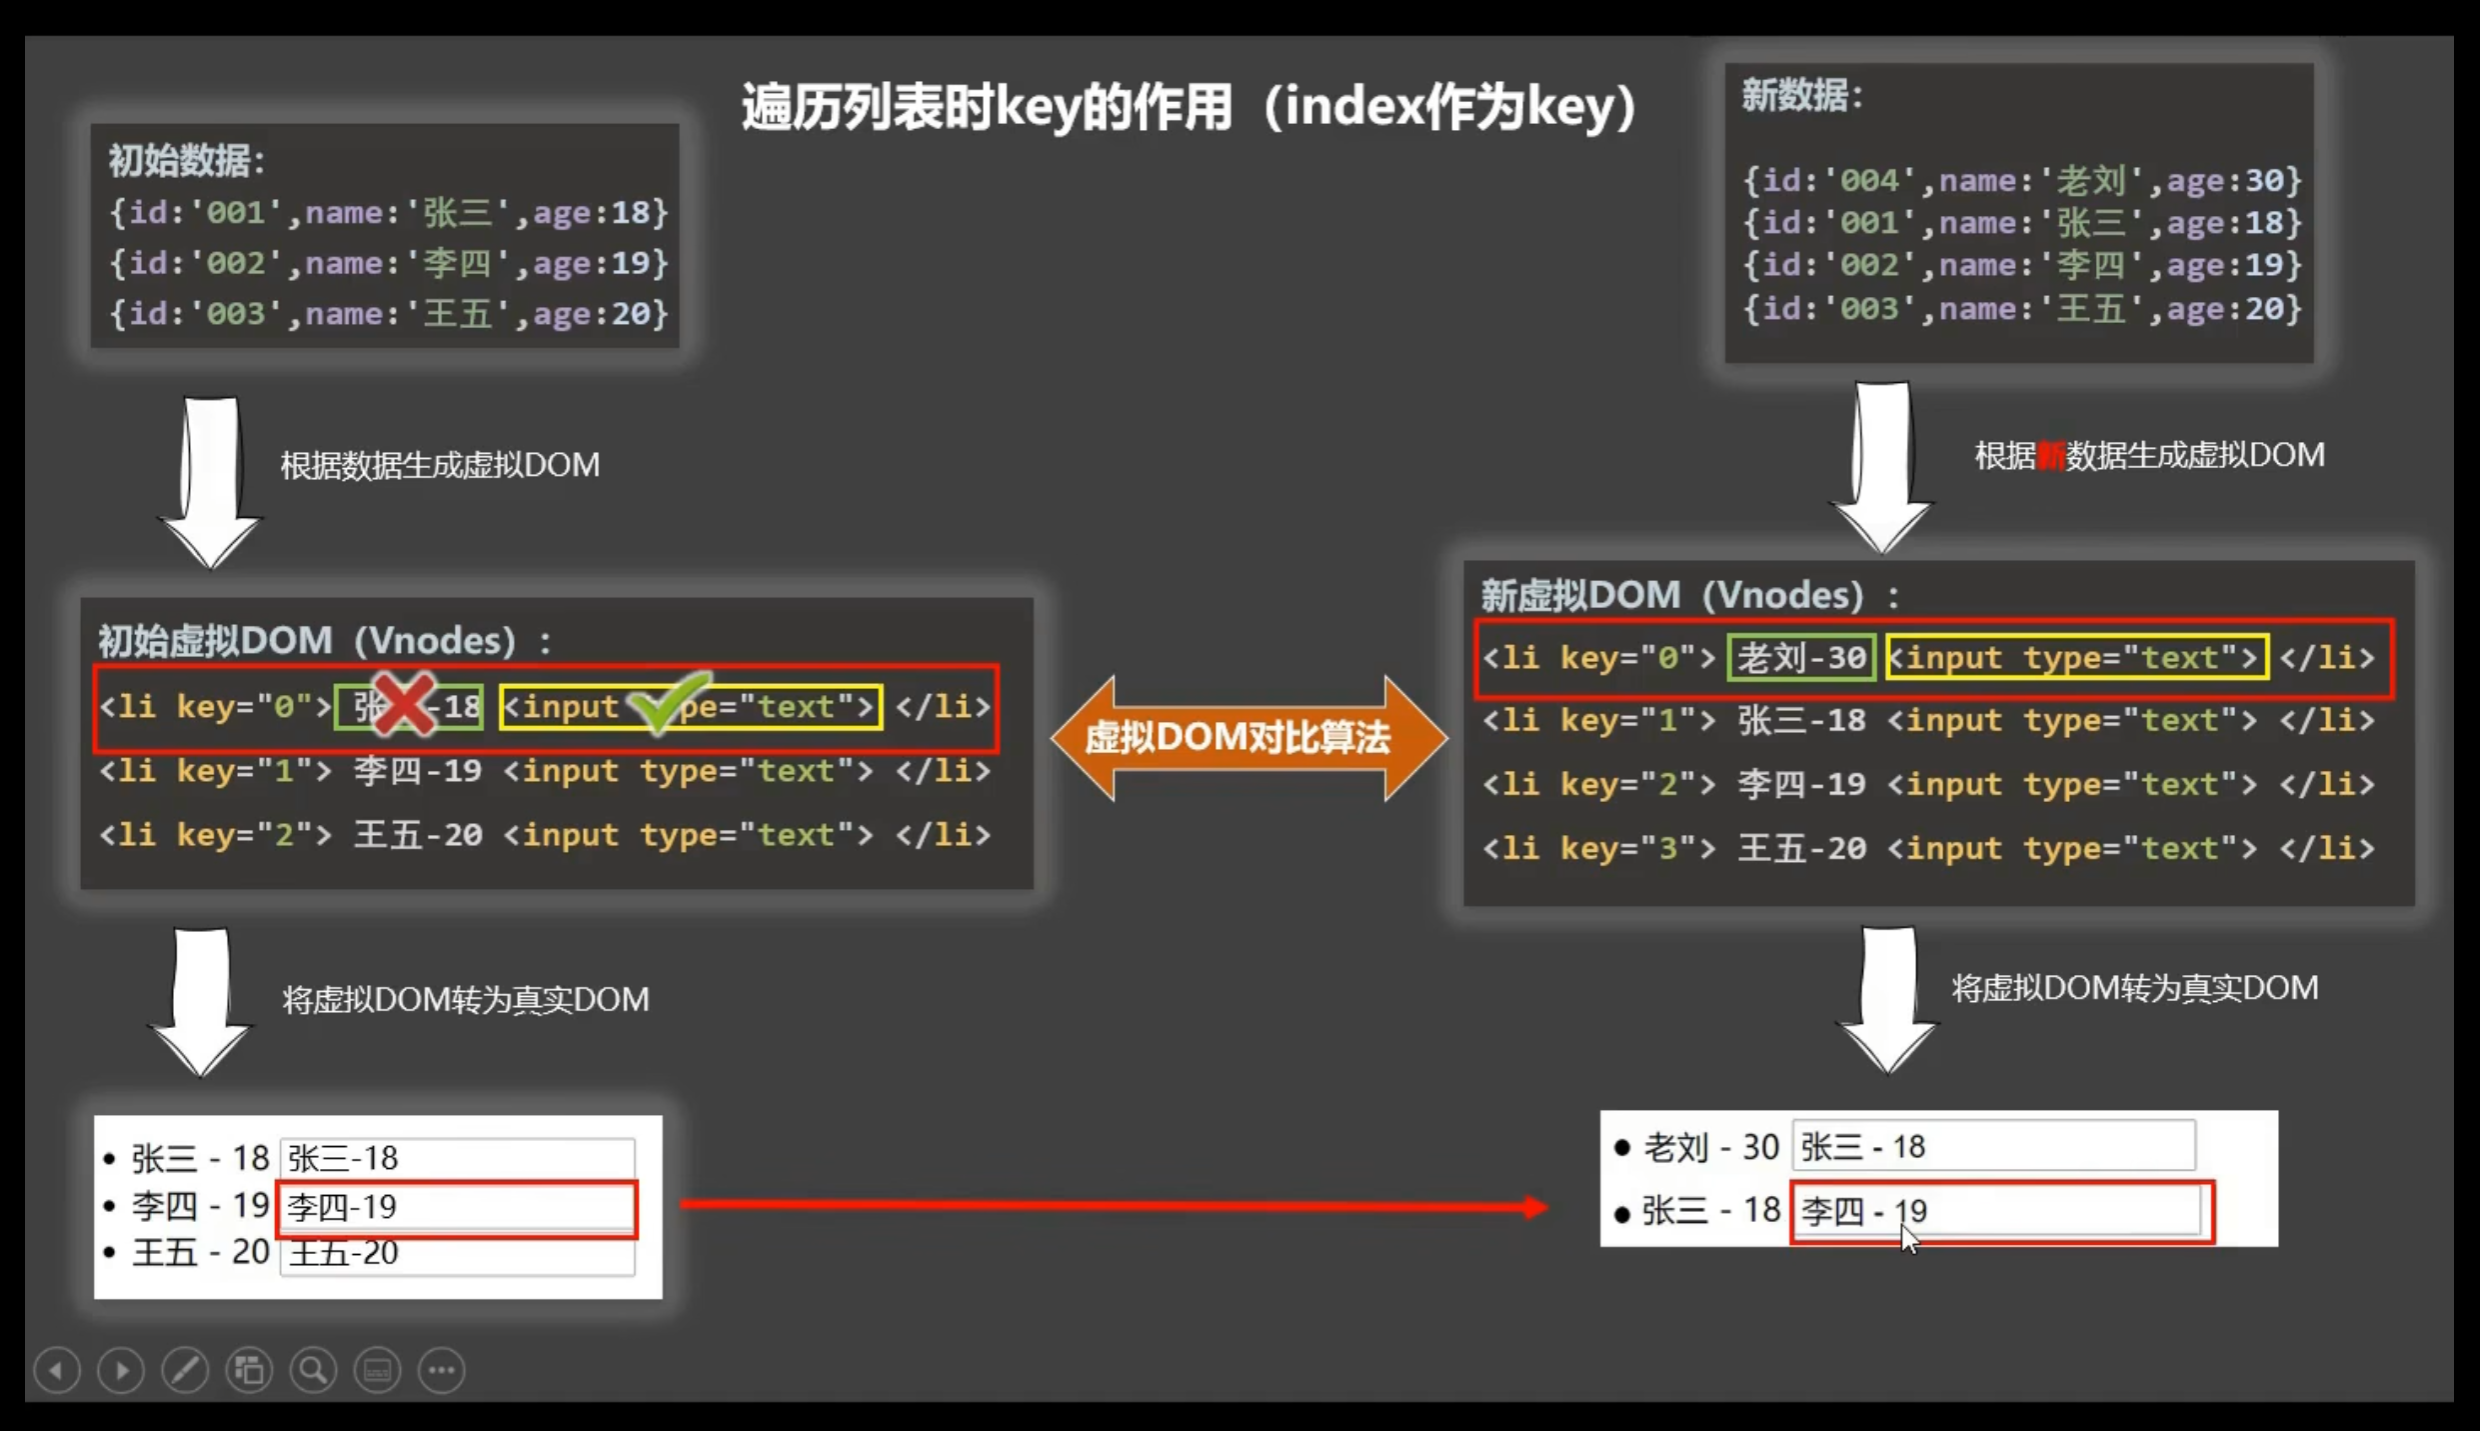 遍历列表时key的作用（index作为key）
初始数据：
{id:'001',name:'张三',age:18}
{id:'002',name:'李四',age:19}
{id:'003',name:'王五',age:20}
新数据：
{id:'004',name:'老刘',age:30}
{id:'001',name:'张三',age:18}
{id:'002',name:'李四',age:19}
{id:'003',name:'王五',age:20}
根据数据生成虚拟DOM
根据新数据生成虚拟DOM
初始虚拟DOM（Vnodes）：
<li key="0"> 张 -18 <input type="text"> </li>
<li key="1"> 李四-19 <input type="text"> </li>
<li key="2"> 王五-20 <input type="text"> </li>
虚拟DOM对比算法
新虚拟DOM（Vnodes）：
<li key="0"> 老刘-30 <input type="text"> </li>
<li key="1"> 张三-18 <input type="text"> </li>
<li key="2"> 李四-19 <input type="text"> </li>
<li key="3"> 王五-20 <input type="text"> </li>
将虚拟DOM转为真实DOM
将虚拟DOM转为真实DOM
• 张三 - 18 张三-18
• 李四 - 19 李四-19
• 王五 - 20 王五-20
• 老刘 - 30 张三 - 18
• 张三 - 18 李四 - 19